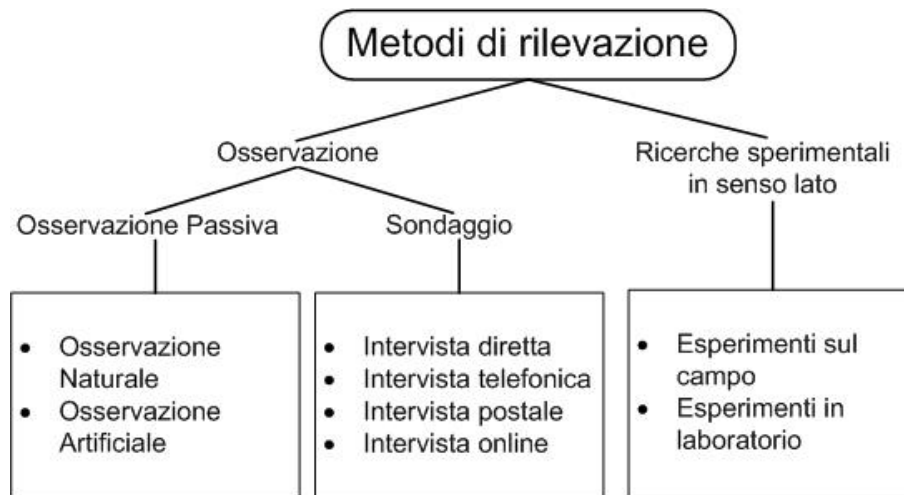 Metodi di rilevazione
Osservazione
Ricerche sperimentali
in senso lato
Osservazione Passiva
Sondaggio
• Osservazione
Naturale
• Osservazione
Artificiale
• Intervista diretta
• Intervista telefonica
• Intervista postale
• Intervista online
• Esperimenti sul
campo
• Esperimenti in
laboratorio